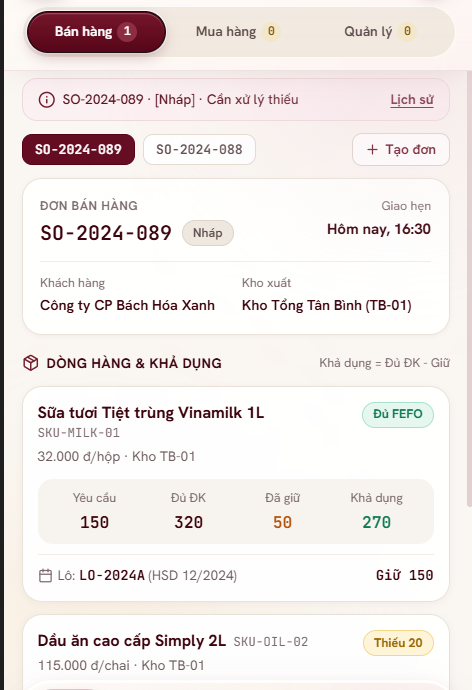 Bán hàng 1 Mua hàng 0 Quản lý 0
SO-2024-089 · [Nháp] · Cần xử lý thiếu Lịch sử
SO-2024-089 SO-2024-088 + Tạo đơn
ĐƠN BÁN HÀNG Giao hẹn
SO-2024-089 Nháp Hôm nay, 16:30
Khách hàng Kho xuất
Công ty CP Bách Hóa Xanh Kho Tổng Tân Bình (TB-01)
DÒNG HÀNG & KHẢ DỤNG Khả dụng = Đủ ĐK - Giữ
Sữa tươi Tiệt trùng Vinamilk 1L Đủ FEFO
SKU-MILK-01
32.000 đ/hộp · Kho TB-01
Yêu cầu Đủ ĐK Đã giữ Khả dụng
150 320 50 270
Lô: LO-2024A (HSD 12/2024) Giữ 150
Dầu ăn cao cấp Simply 2L SKU-OIL-02 Thiếu 20
115.000 đ/chai · Kho TB-01